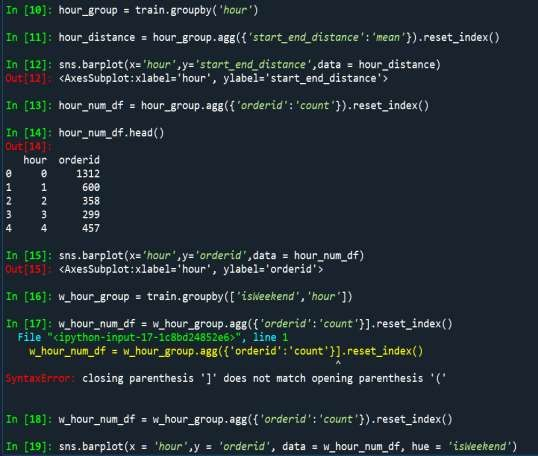 In [10]: hour_group = train.groupby('hour')
In [11]: hour_distance = hour_group.agg({'start_end_distance':'mean'}).reset_index()
In [12]: sns.barplot(x='hour',y='start_end_distance',data = hour_distance)
Out[12]: <AxesSubplot:xlabel='hour', ylabel='start_end_distance'>
In [13]: hour_num_df = hour_group.agg({'orderid':'count'}).reset_index()
In [14]: hour_num_df.head()
Out[14]:
hour orderid
0 0 1312
1 1 600
2 2 358
3 3 299
4 4 457
In [15]: sns.barplot(x='hour',y='orderid',data = hour_num_df)
Out[15]: <AxesSubplot:xlabel='hour', ylabel='orderid'>
In [16]: w_hour_group = train.groupby(['isWeekend','hour'])
In [17]: w_hour_num_df = w_hour_group.agg({'orderid':'count'}].reset_index()
File "<ipython-input-17-1c8bd24852e6>", line 1
w_hour_num_df = w_hour_group.agg({'orderid':'count'}].reset_index()
^
SyntaxError: closing parenthesis ']' does not match opening parenthesis '('
In [18]: w_hour_num_df = w_hour_group.agg({'orderid':'count'}).reset_index()
In [19]: sns.barplot(x = 'hour',y = 'orderid', data = w_hour_num_df, hue = 'isWeekend')